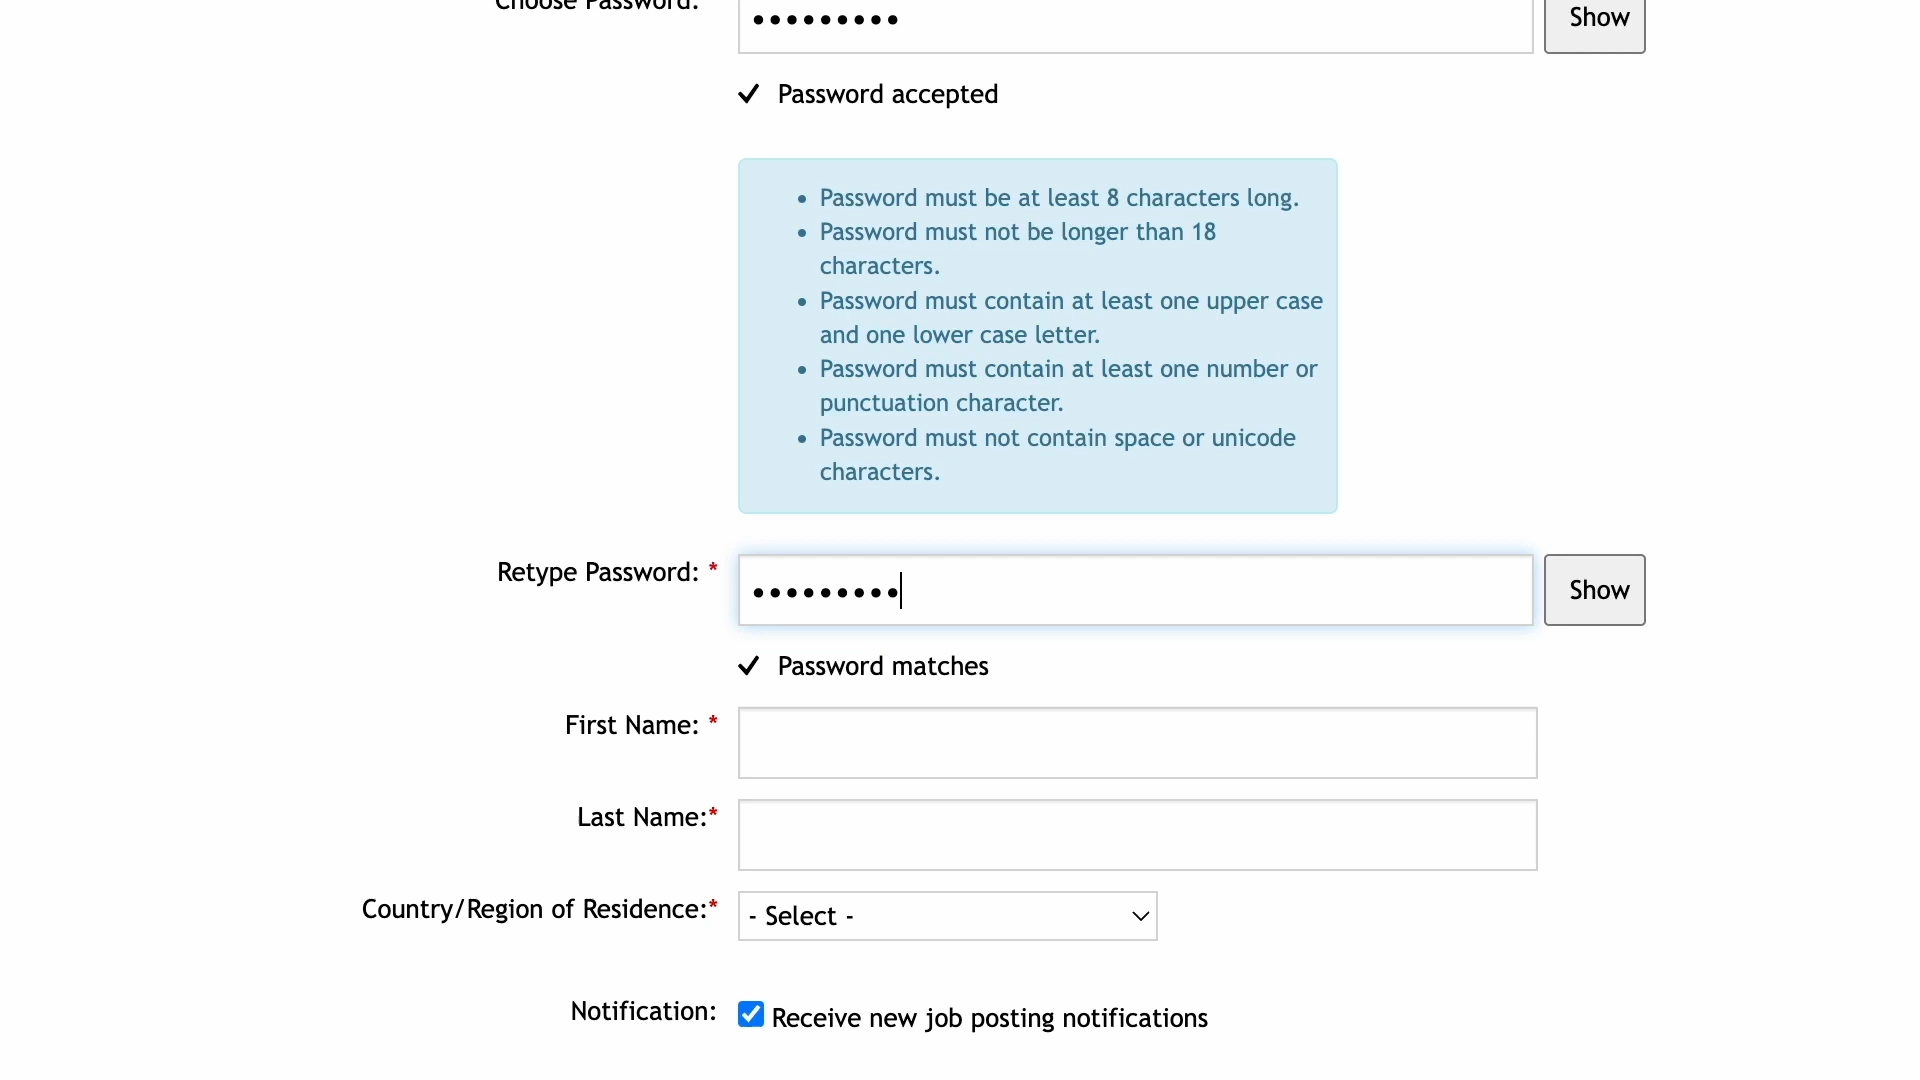 Choose Password:
••••••••• Show
✓ Password accepted
• Password must be at least 8 characters long.
• Password must not be longer than 18
characters.
• Password must contain at least one upper case
and one lower case letter.
• Password must contain at least one number or
punctuation character.
• Password must not contain space or unicode
characters.
Retype Password: * ••••••••• Show
✓ Password matches
First Name: *
Last Name:*
Country/Region of Residence:* - Select -
Notification: Receive new job posting notifications